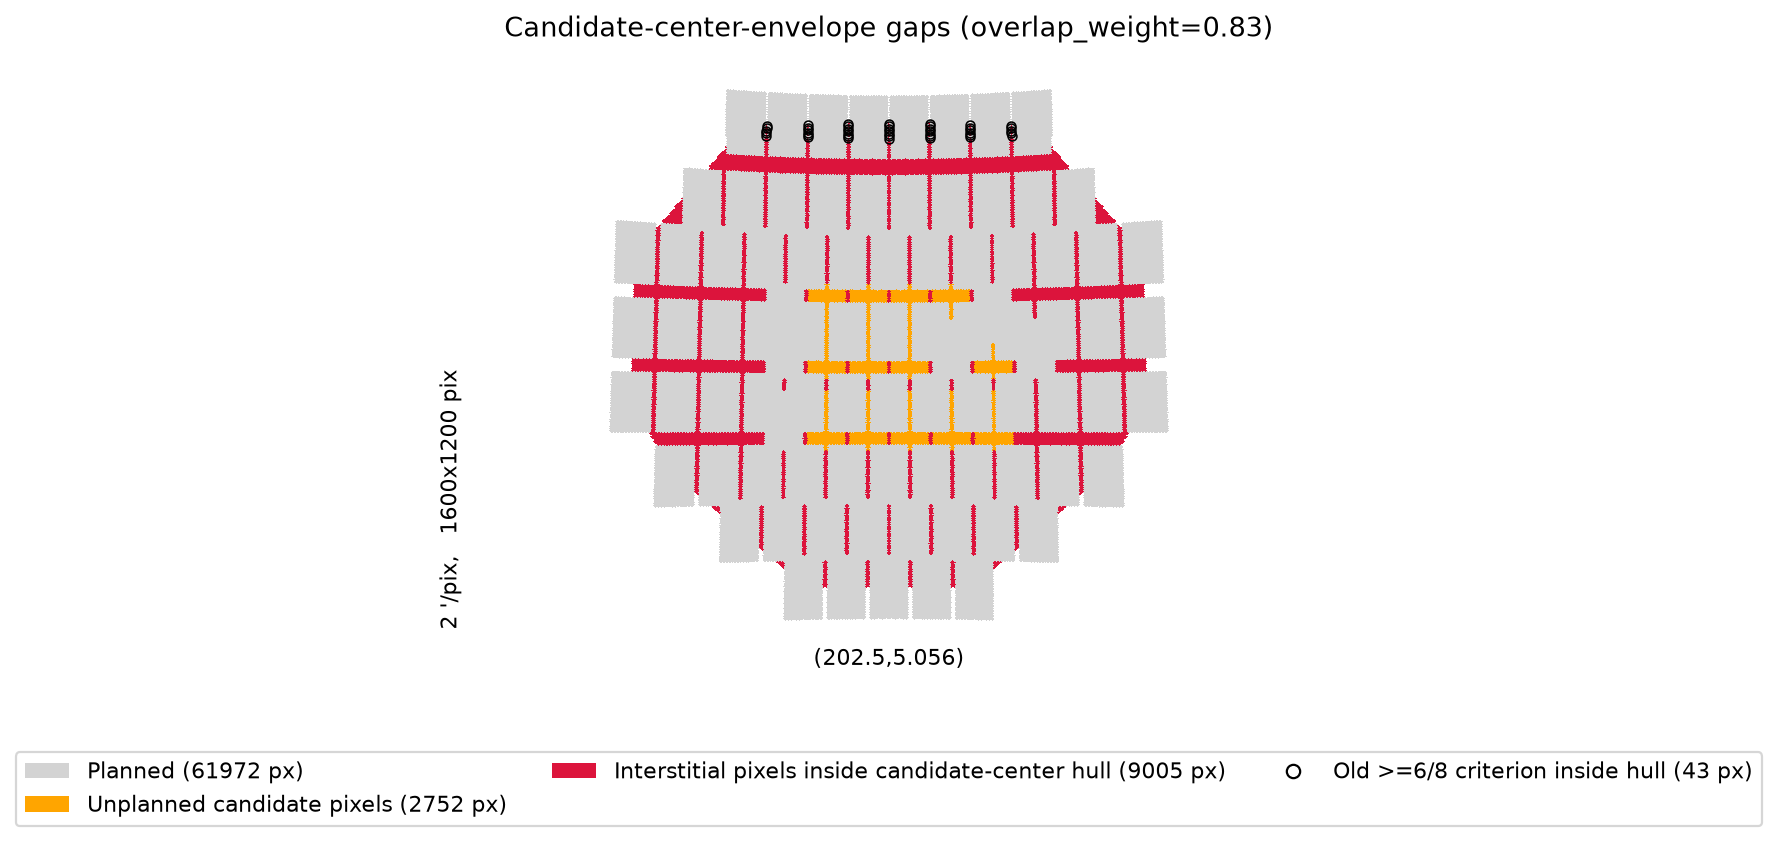 Candidate-center-envelope gaps (overlap_weight=0.83)
2 '/pix,   1600x1200 pix
(202.5,5.056)
Planned (61972 px)
Unplanned candidate pixels (2752 px)
Interstitial pixels inside candidate-center hull (9005 px)
Old >=6/8 criterion inside hull (43 px)